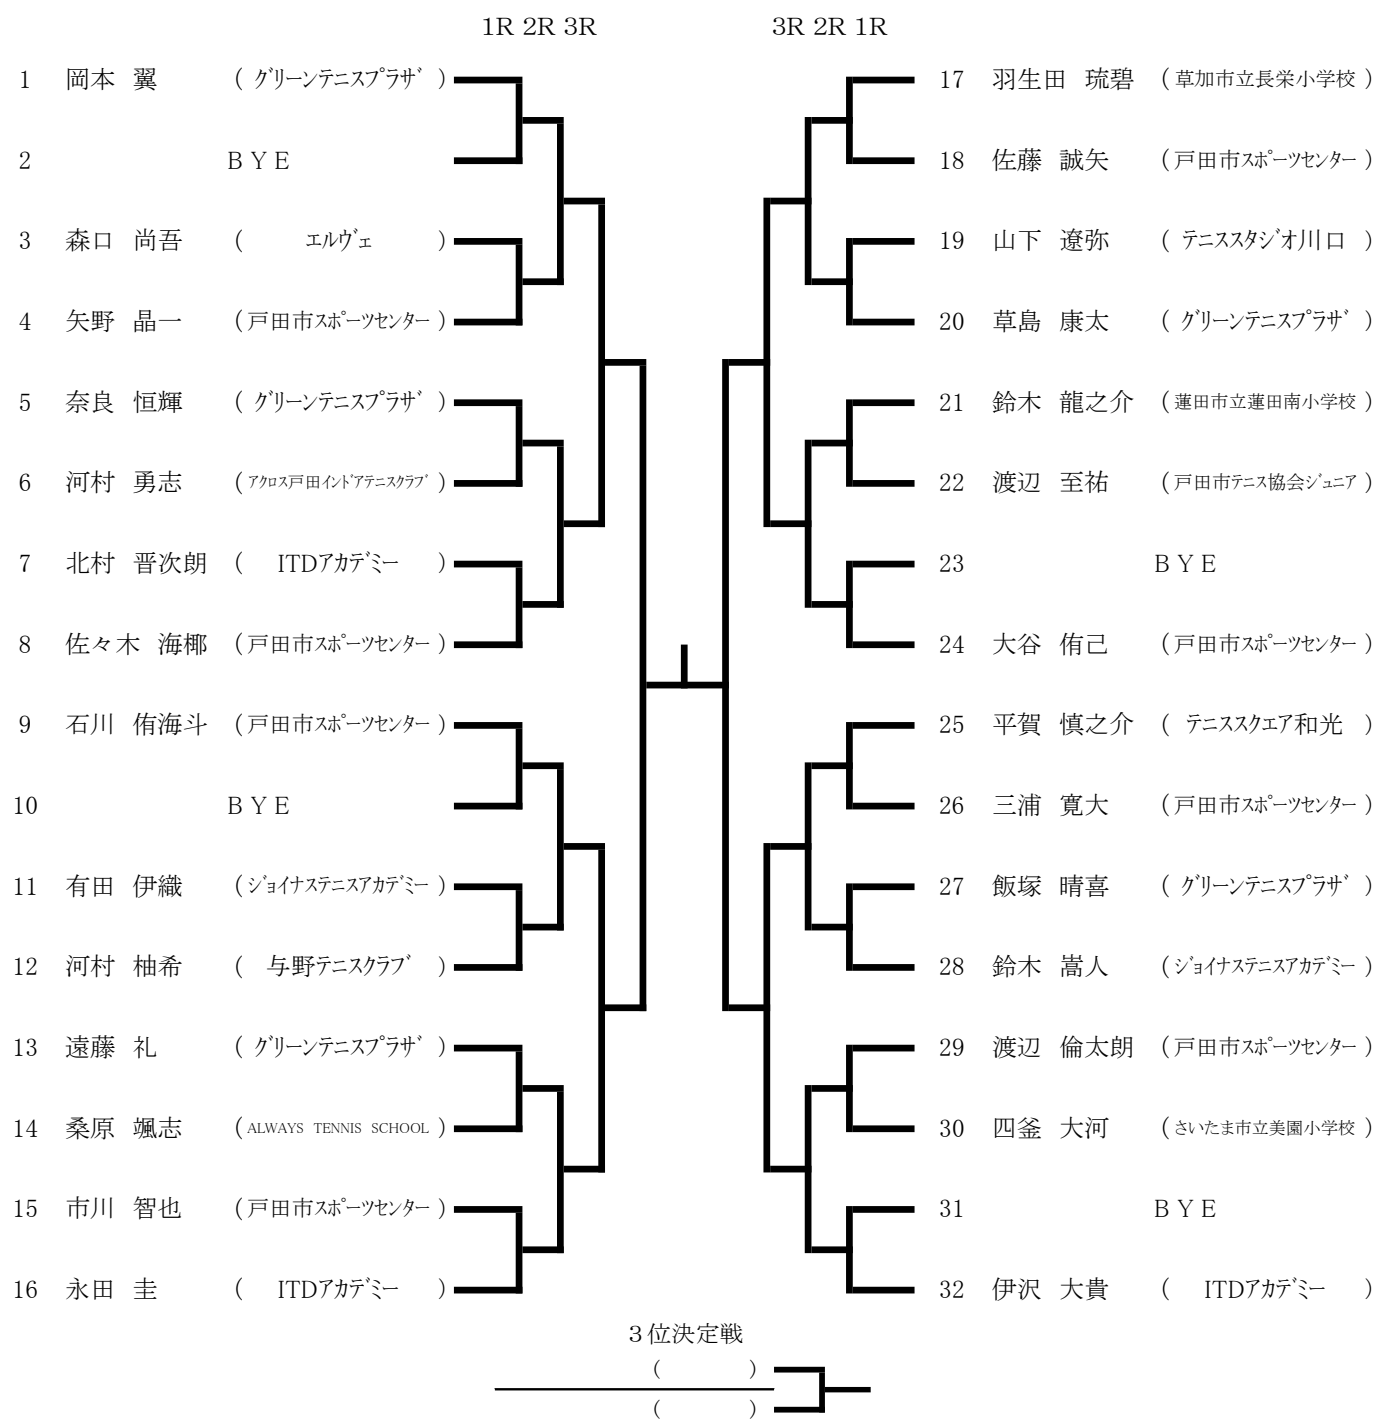 1R 2R 3R
3R 2R 1R
1 岡本 翼 ( グリーンテニスプラザ )
2 BYE
3 森口 尚吾 ( エルヴェ )
4 矢野 晶一 ( 戸田市スポーツセンター )
5 奈良 恒輝 ( グリーンテニスプラザ )
6 河村 勇志 ( アクロス戸田インドアテニスクラブ )
7 北村 晋次朗 ( ITDアカデミー )
8 佐々木 海椰 ( 戸田市スポーツセンター )
9 石川 侑海斗 ( 戸田市スポーツセンター )
10 BYE
11 有田 伊織 ( ジョイナステニスアカデミー )
12 河村 柚希 ( 与野テニスクラブ )
13 遠藤 礼 ( グリーンテニスプラザ )
14 桑原 颯志 ( ALWAYS TENNIS SCHOOL )
15 市川 智也 ( 戸田市スポーツセンター )
16 永田 圭 ( ITDアカデミー )
17 羽生田 琉碧 ( 草加市立長栄小学校 )
18 佐藤 誠矢 ( 戸田市スポーツセンター )
19 山下 遼弥 ( テニススタジオ川口 )
20 草島 康太 ( グリーンテニスプラザ )
21 鈴木 龍之介 ( 蓮田市立蓮田南小学校 )
22 渡辺 至祐 ( 戸田市テニス協会ジュニア )
23 BYE
24 大谷 侑己 ( 戸田市スポーツセンター )
25 平賀 慎之介 ( テニススクエア和光 )
26 三浦 寛大 ( 戸田市スポーツセンター )
27 飯塚 晴喜 ( グリーンテニスプラザ )
28 鈴木 嵩人 ( ジョイナステニスアカデミー )
29 渡辺 倫太朗 ( 戸田市スポーツセンター )
30 四釜 大河 ( さいたま市立美園小学校 )
31 BYE
32 伊沢 大貴 ( ITDアカデミー )
３位決定戦
( )
( )